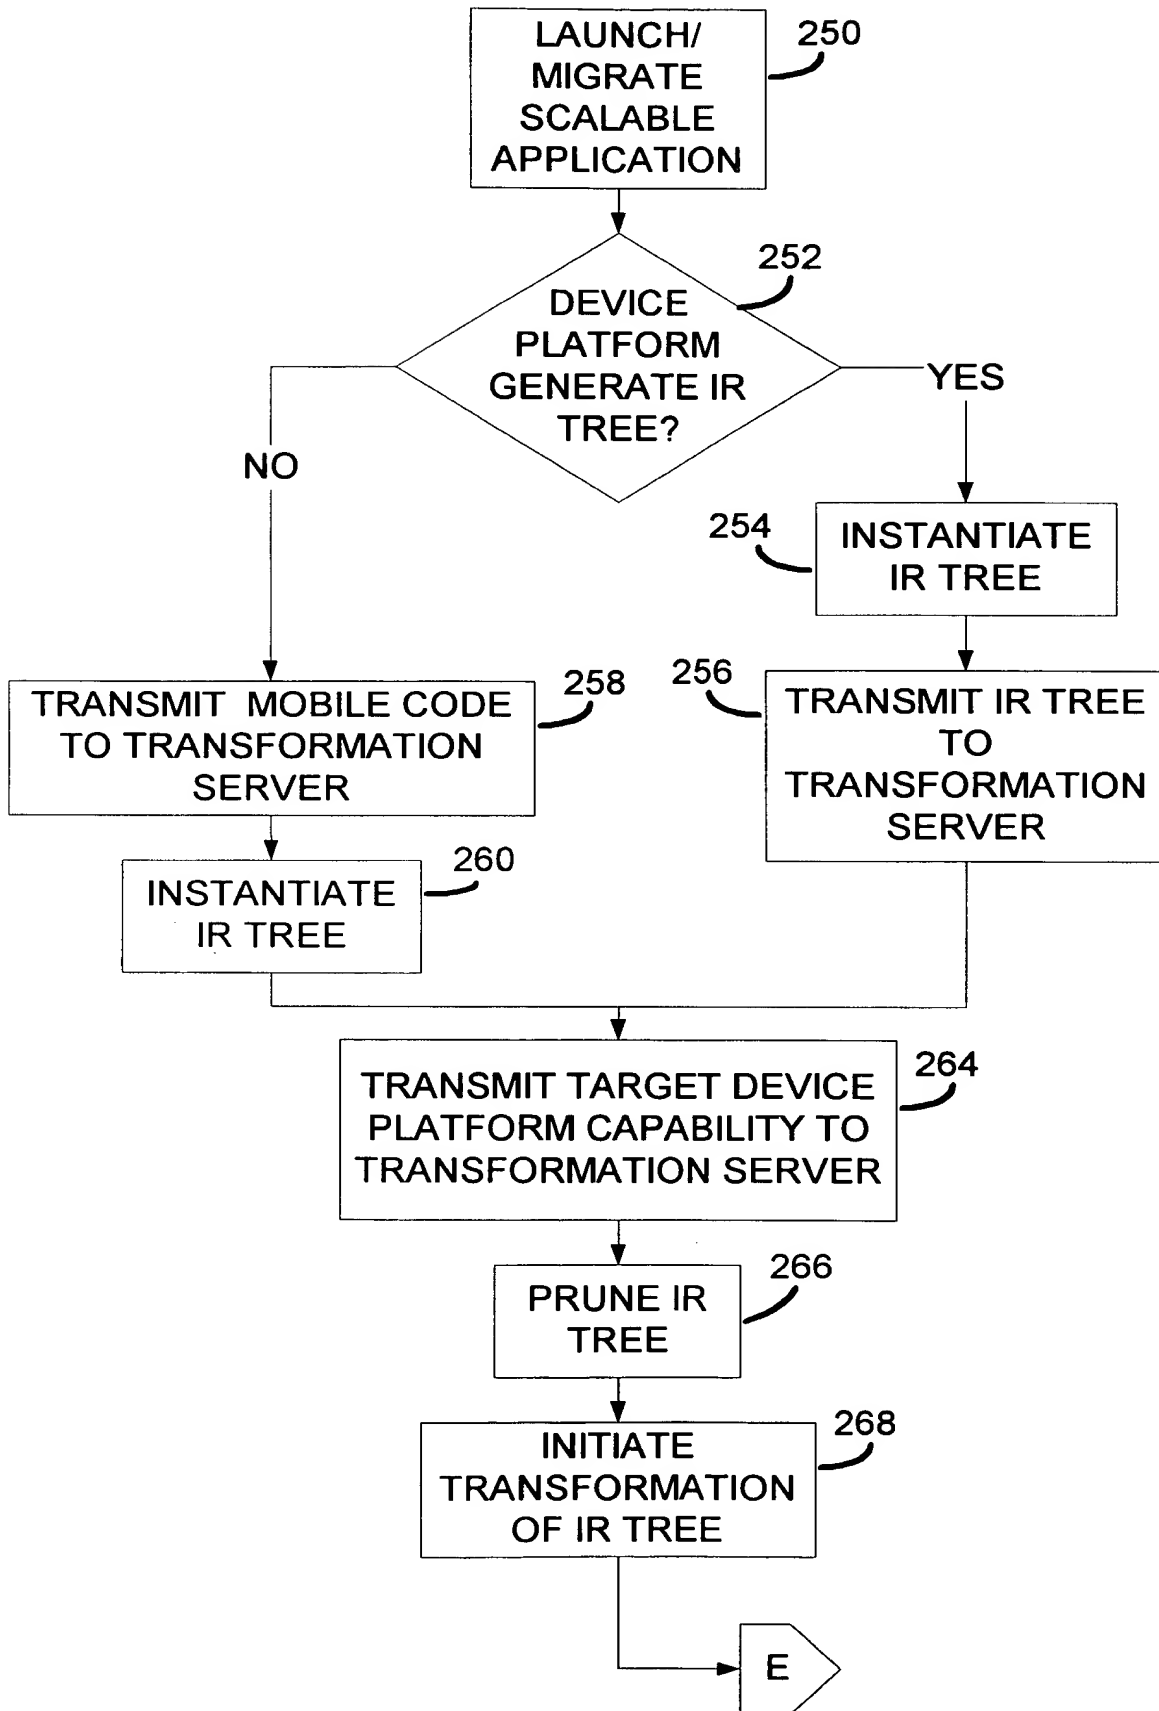 LAUNCH/
MIGRATE
SCALABLE
APPLICATION
250
252
DEVICE
PLATFORM
GENERATE IR
TREE?
YES
NO
254
INSTANTIATE
IR TREE
258
TRANSMIT MOBILE CODE
TO TRANSFORMATION
SERVER
256
TRANSMIT IR TREE
TO
TRANSFORMATION
SERVER
260
INSTANTIATE
IR TREE
264
TRANSMIT TARGET DEVICE
PLATFORM CAPABILITY TO
TRANSFORMATION SERVER
266
PRUNE IR
TREE
268
INITIATE
TRANSFORMATION
OF IR TREE
E